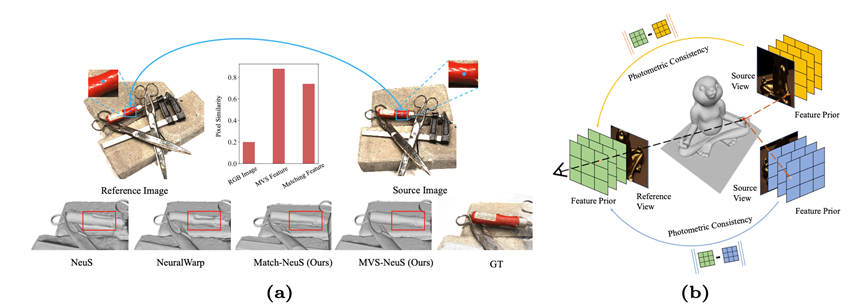 0.8
0.6
0.4
0.2
0.0
Pixel Similarity
RGB Image
MVS Feature
Matching Feature
Reference Image
Source Image
NeuS
NeuralWarp
Match-NeuS (Ours)
MVS-NeuS (Ours)
GT
(a)
Photometric Consistency
Source
View
Feature Prior
Feature Prior
Reference
View
Source
View
Feature Prior
Photometric Consistency
(b)